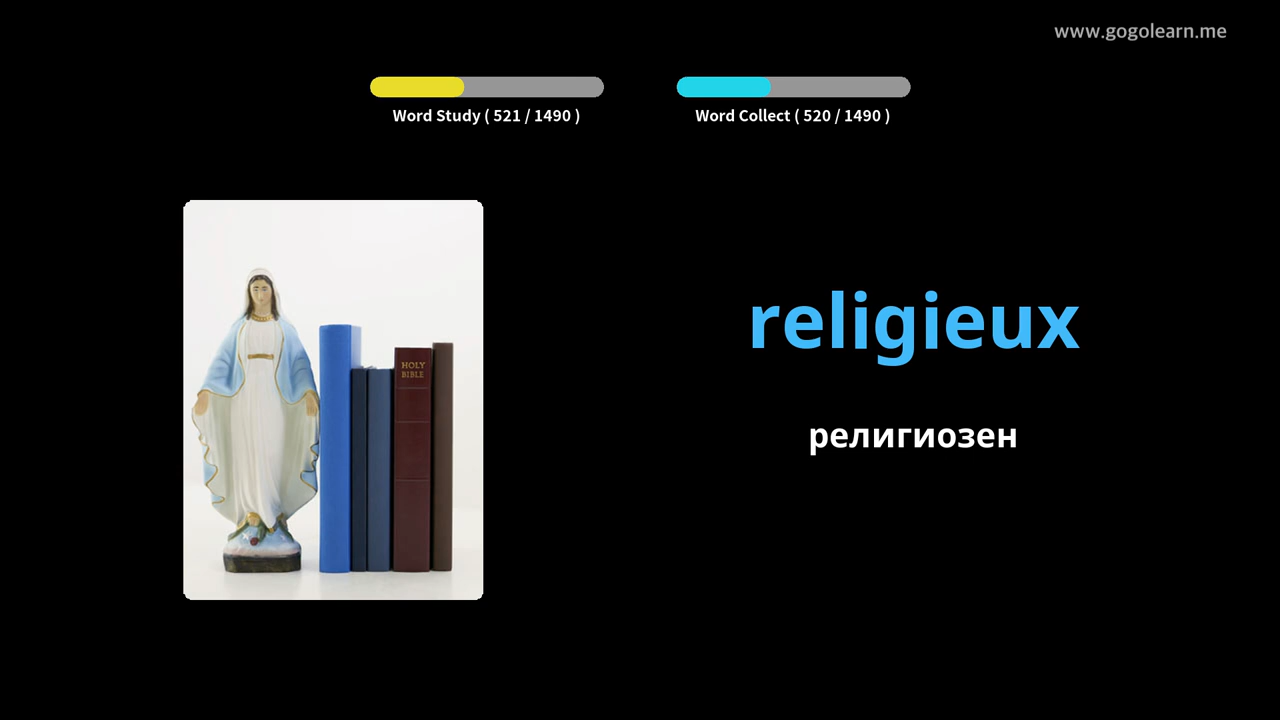 www.gogolearn.me
Word Study ( 521 / 1490 )
Word Collect ( 520 / 1490 )
HOLY
BIBLE
religieux
религиозен